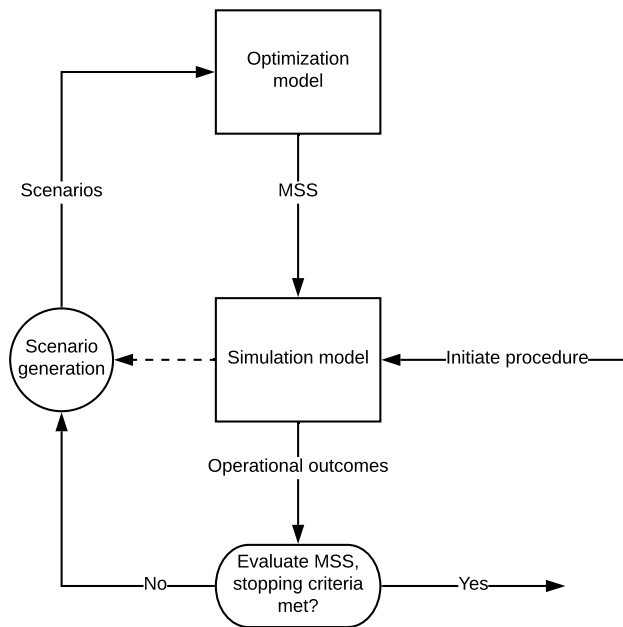 Optimization
model
Scenarios
MSS
Scenario
generation
Simulation model
Initiate procedure
Operational outcomes
Evaluate MSS,
stopping criteria
met?
No
Yes